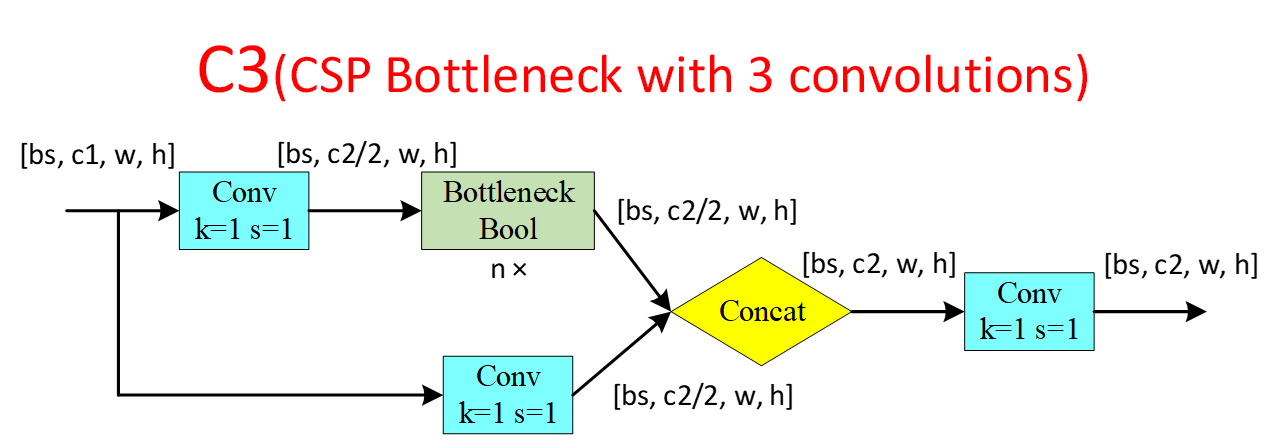 C3(CSP Bottleneck with 3 convolutions)
[bs, c1, w, h]
[bs, c2/2, w, h]
Conv
k=1 s=1
Bottleneck
Bool
n ×
[bs, c2/2, w, h]
Concat
[bs, c2, w, h]
Conv
k=1 s=1
[bs, c2, w, h]
Conv
k=1 s=1
[bs, c2/2, w, h]